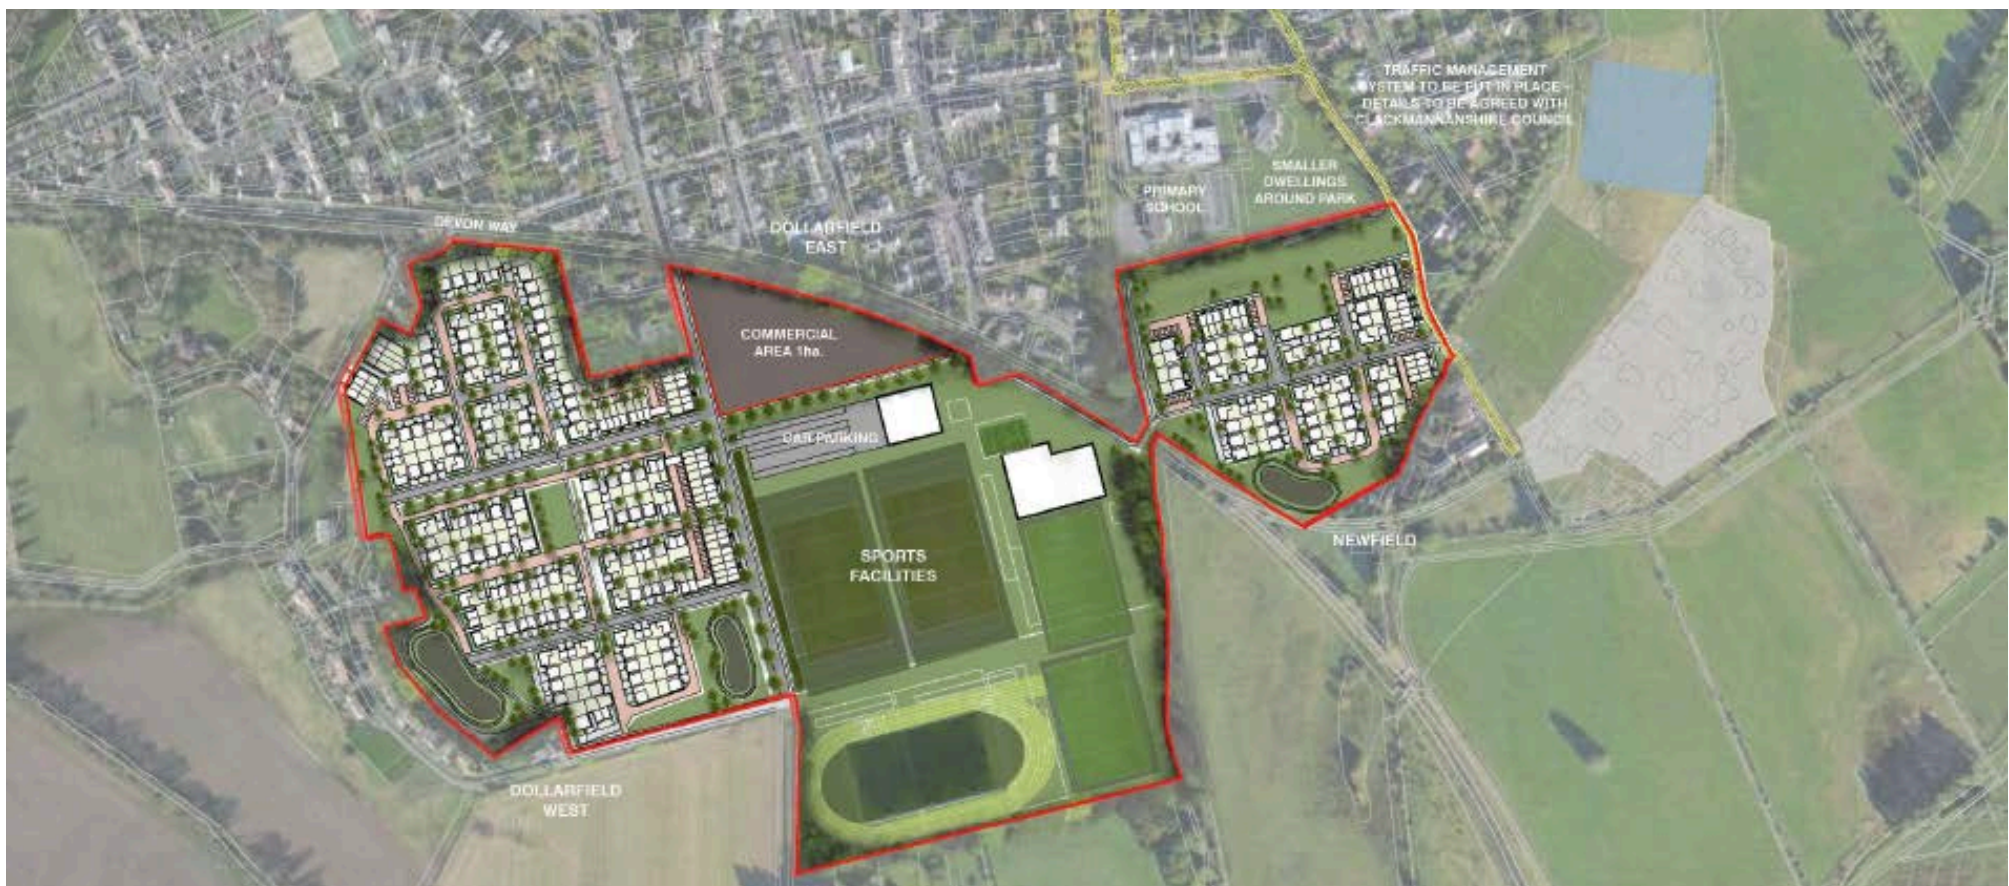 TRAFFIC MANAGEMENT
SYSTEM TO BE PUT IN PLACE -
DETAILS TO BE AGREED WITH
CLACKMANNANSHIRE COUNCIL
SMALLER
DWELLINGS
AROUND PARK
PRIMARY
SCHOOL
DEVON WAY
DOLLARFIELD
EAST
COMMERCIAL
AREA 1ha.
CAR PARKING
SPORTS
FACILITIES
NEWFIELD
DOLLARFIELD
WEST